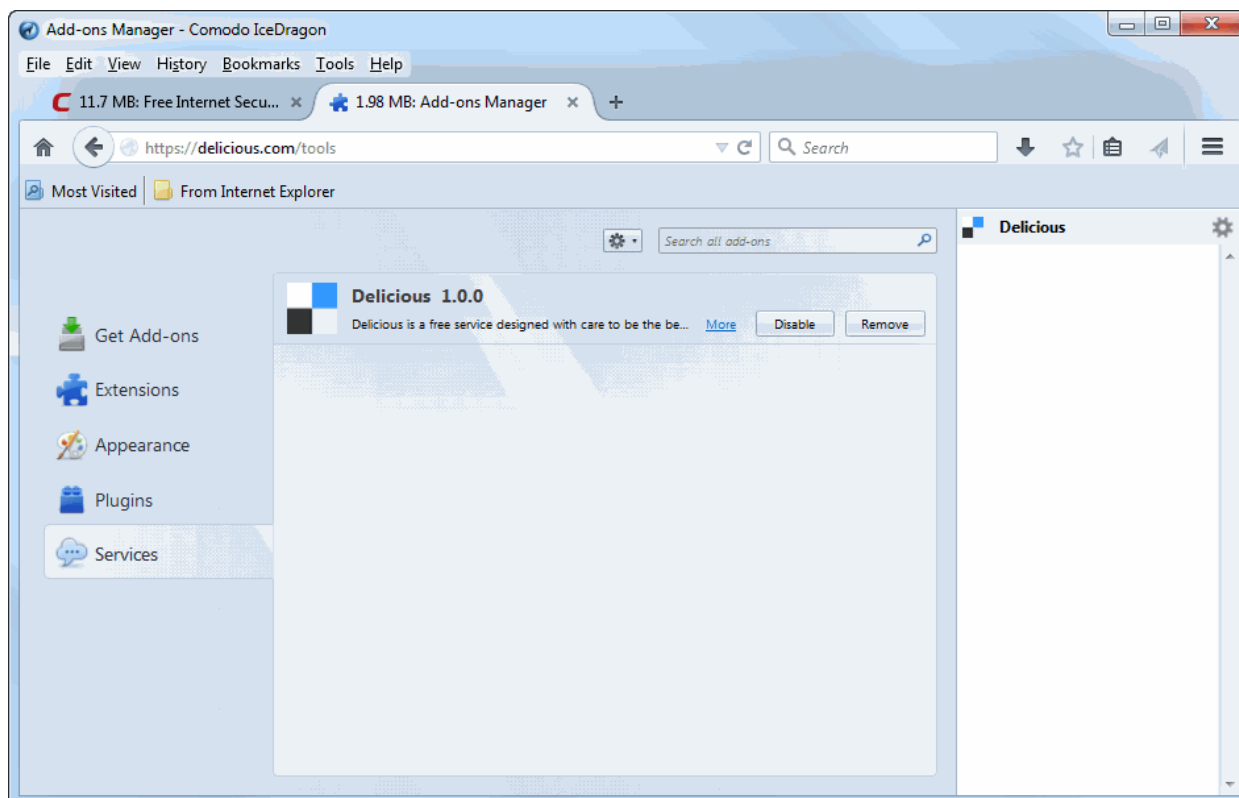 Add-ons Manager - Comodo IceDragon
File Edit View History Bookmarks Tools Help
11.7 MB: Free Internet Secu... 1.98 MB: Add-ons Manager
https://delicious.com/tools Search
Most Visited From Internet Explorer
Search all add-ons
Delicious
Delicious 1.0.0
Delicious is a free service designed with care to be the be... More Disable Remove
Get Add-ons
Extensions
Appearance
Plugins
Services